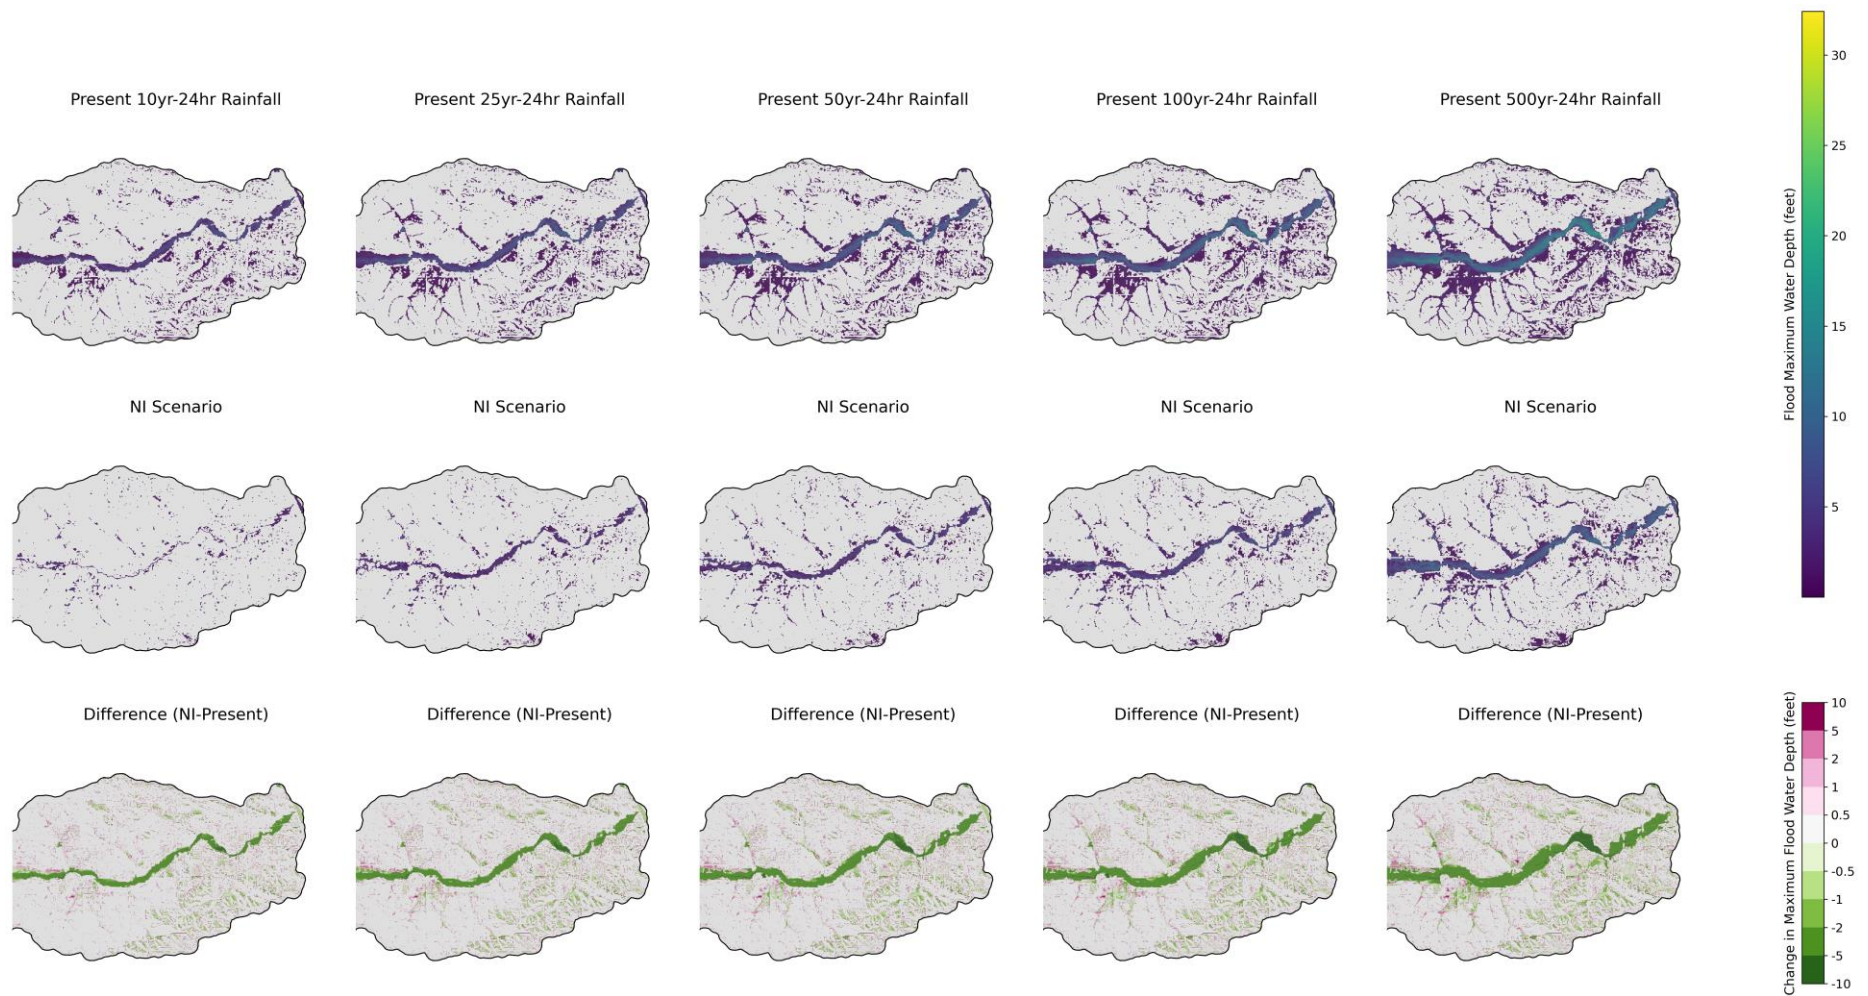 Present 10yr-24hr Rainfall
Present 25yr-24hr Rainfall
Present 50yr-24hr Rainfall
Present 100yr-24hr Rainfall
Present 500yr-24hr Rainfall
NI Scenario
NI Scenario
NI Scenario
NI Scenario
NI Scenario
Difference (NI-Present)
Difference (NI-Present)
Difference (NI-Present)
Difference (NI-Present)
Difference (NI-Present)
Flood Maximum Water Depth (feet)
30
25
20
15
10
5
Change in Maximum Flood Water Depth (feet)
10
5
2
1
0.5
0
-0.5
-1
-2
-5
-10